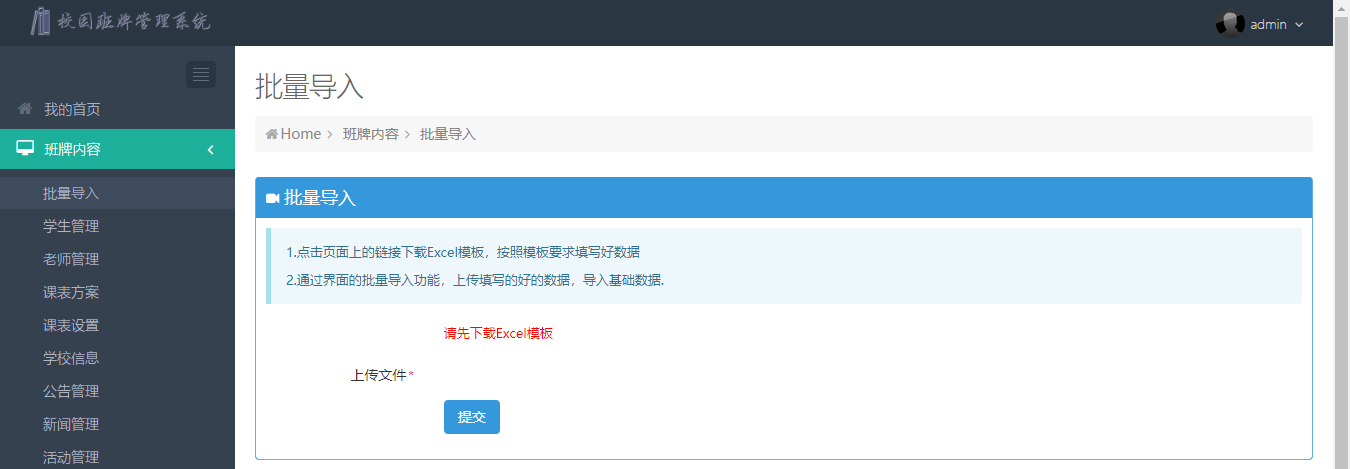 校园班牌管理系统
admin
我的首页
班牌内容
批量导入
学生管理
老师管理
课表方案
课表设置
学校信息
公告管理
新闻管理
活动管理
批量导入
Home > 班牌内容 > 批量导入
批量导入
1.点击页面上的链接下载Excel模板，按照模板要求填写好数据
2.通过界面的批量导入功能，上传填写的好的数据，导入基础数据.
请先下载Excel模板
上传文件*
提交